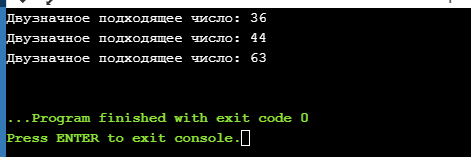 Двузначное подходящее число: 36
Двузначное подходящее число: 44
Двузначное подходящее число: 63
...Program finished with exit code 0
Press ENTER to exit console.